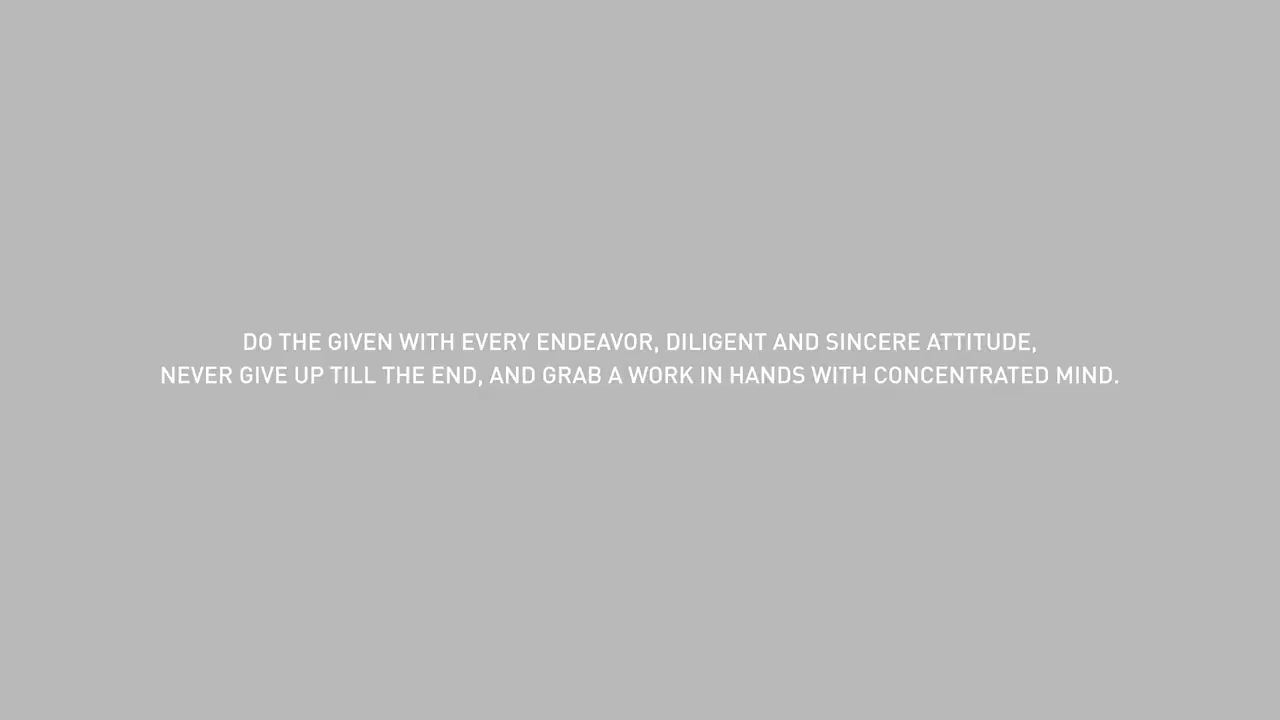 DO THE GIVEN WITH EVERY ENDEAVOR, DILIGENT AND SINCERE ATTITUDE,
NEVER GIVE UP TILL THE END, AND GRAB A WORK IN HANDS WITH CONCENTRATED MIND.